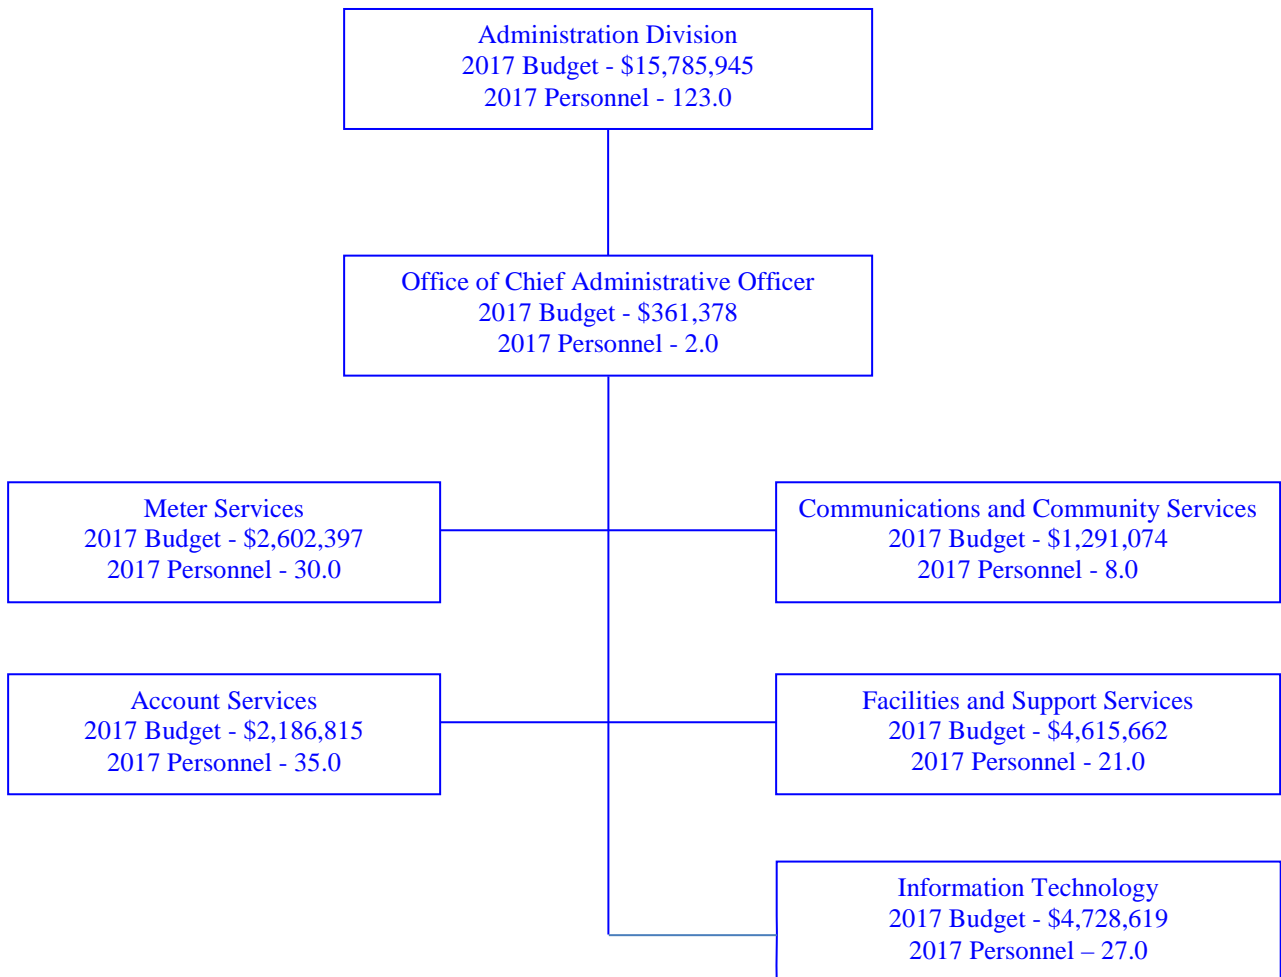 Administration Division
2017 Budget - $15,785,945
2017 Personnel - 123.0
Office of Chief Administrative Officer
2017 Budget - $361,378
2017 Personnel - 2.0
Meter Services
2017 Budget - $2,602,397
2017 Personnel - 30.0
Communications and Community Services
2017 Budget - $1,291,074
2017 Personnel - 8.0
Account Services
2017 Budget - $2,186,815
2017 Personnel - 35.0
Facilities and Support Services
2017 Budget - $4,615,662
2017 Personnel - 21.0
Information Technology
2017 Budget - $4,728,619
2017 Personnel – 27.0